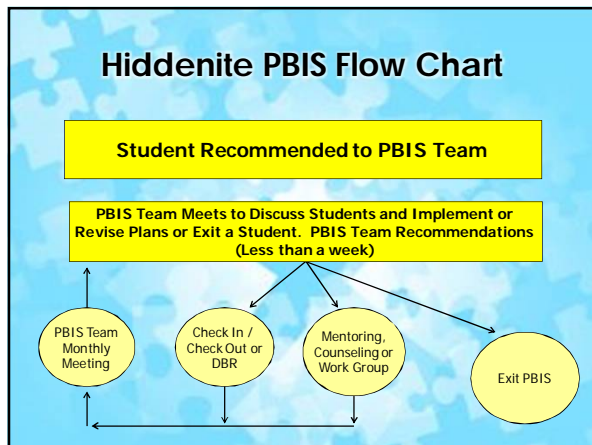 Hiddenite PBIS Flow Chart
Student Recommended to PBIS Team
PBIS Team Meets to Discuss Students and Implement or
Revise Plans or Exit a Student. PBIS Team Recommendations
(Less than a week)
PBIS Team
Monthly
Meeting
Check In /
Check Out or
DBR
Mentoring,
Counseling or
Work Group
Exit PBIS